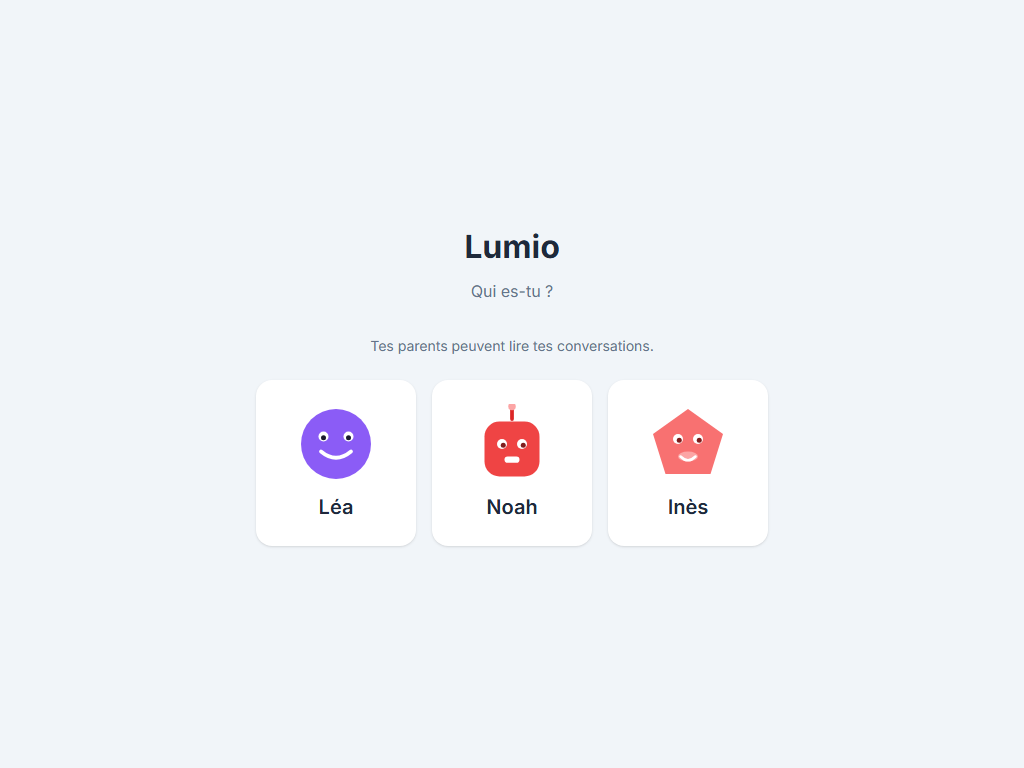 Lumio
Qui es-tu ?
Tes parents peuvent lire tes conversations.
Léa
Noah
Inès